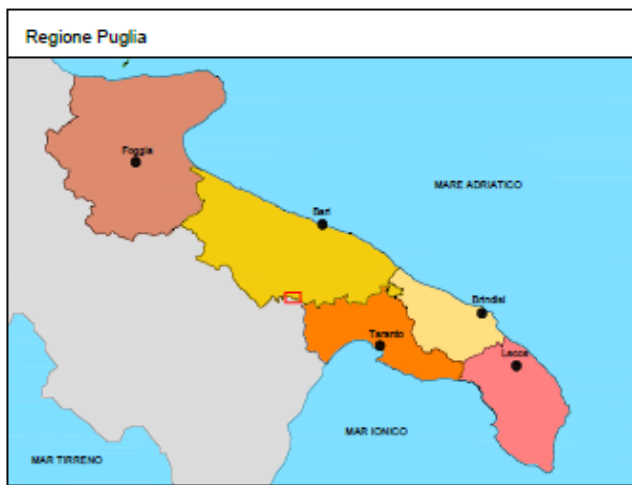 Regione Puglia
Foggia
MARE ADRIATICO
Bari
Brindisi
Taranto
Lecce
MAR IONICO
MAR TIRRENO